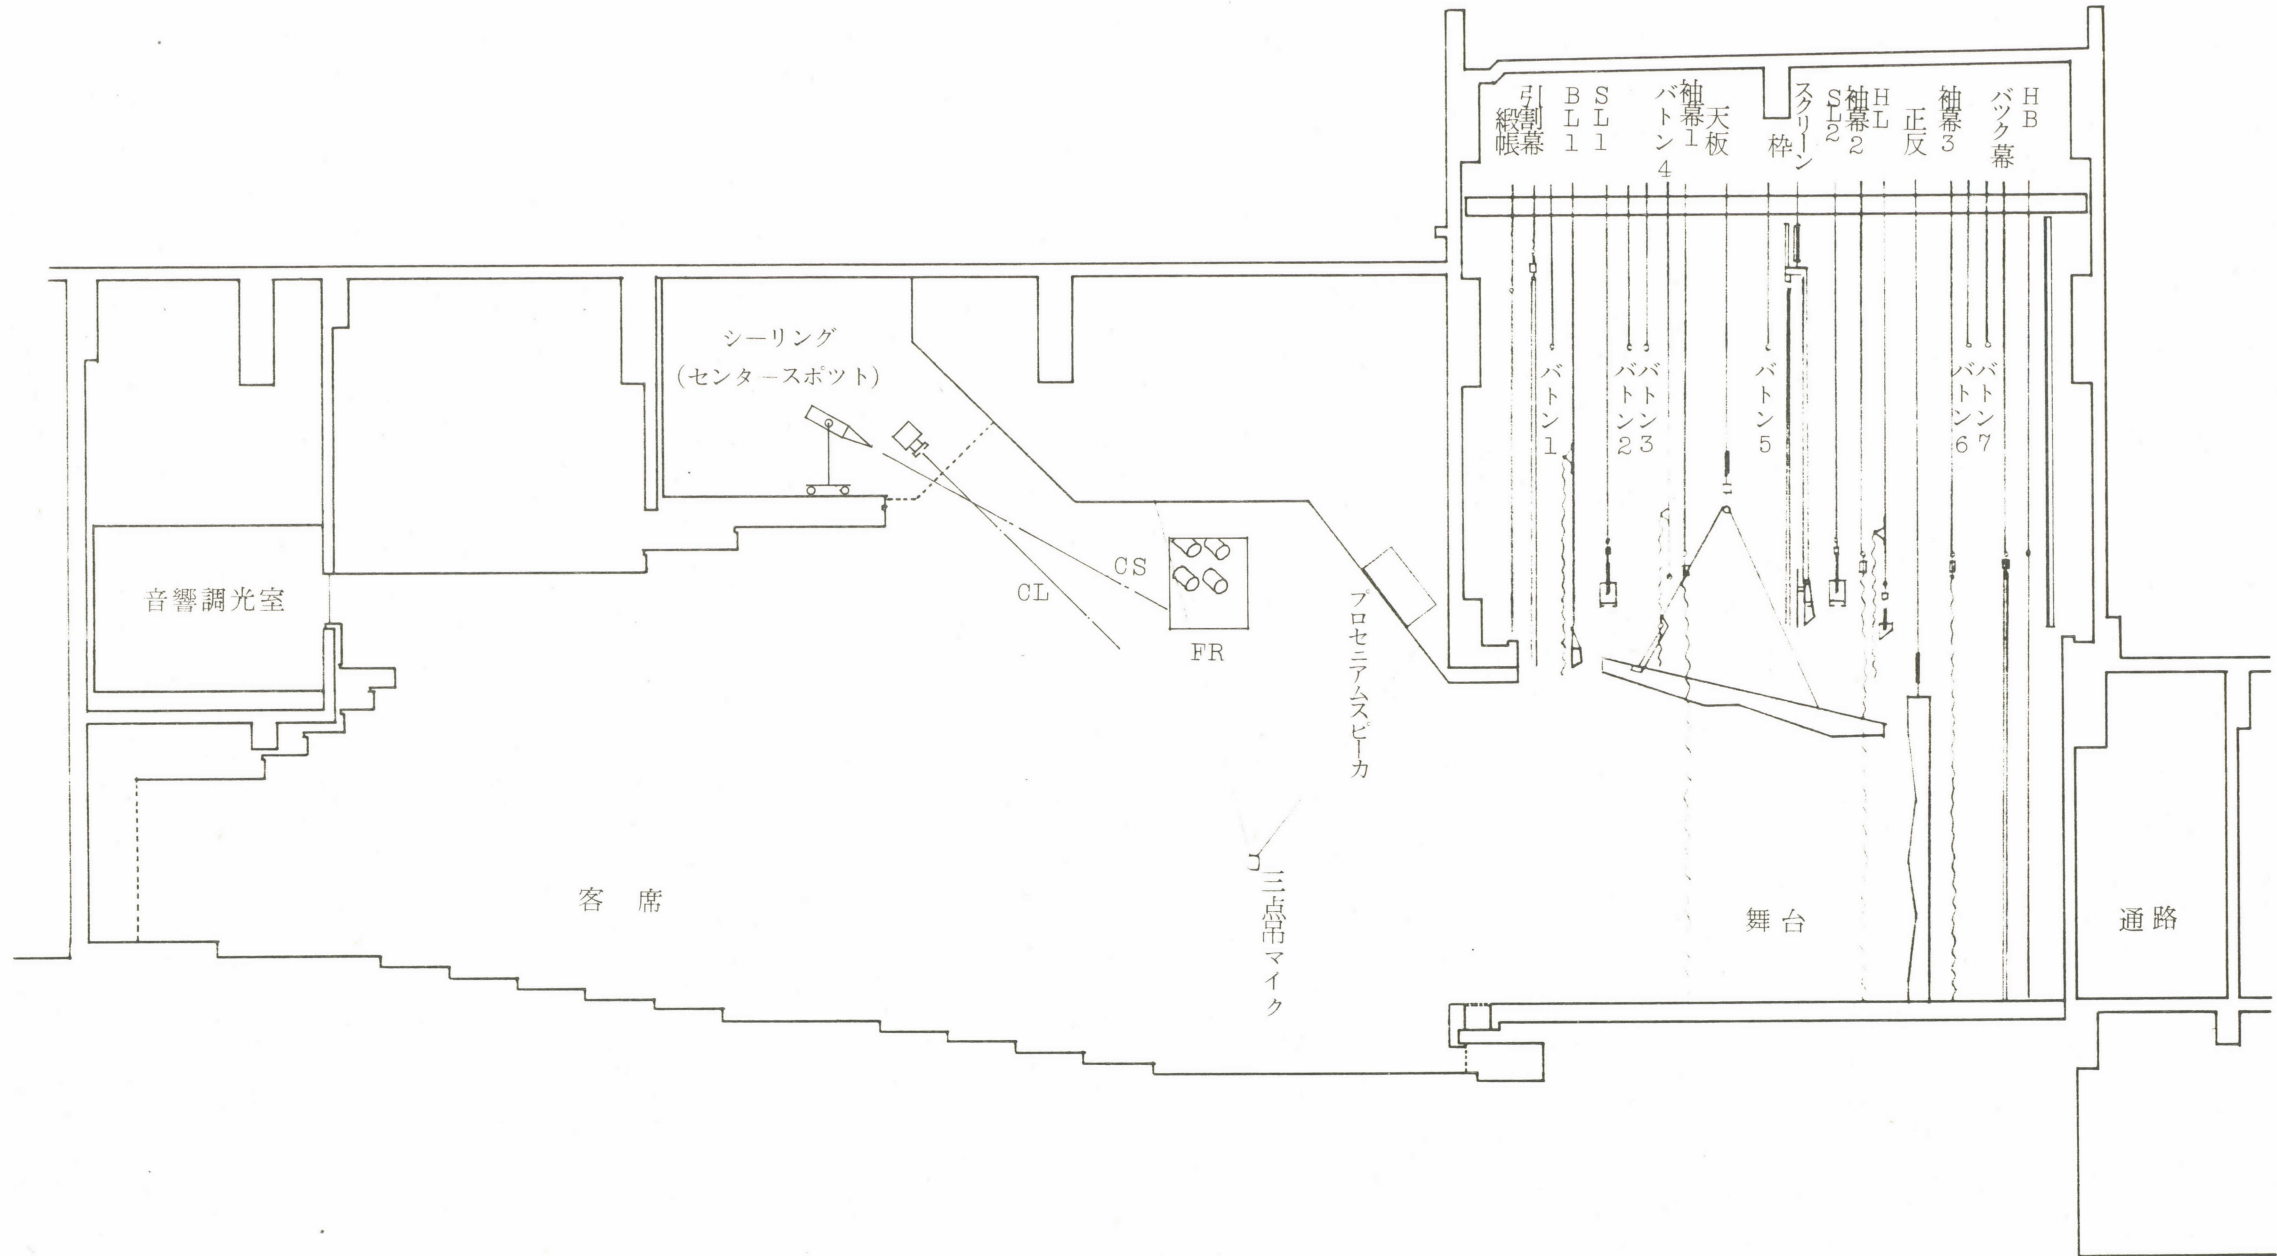 緞帳
引割幕
BL1
SL1
バトン4
袖幕1
天板
枠
スクリーン
SL2
袖幕2
HL
正反
袖幕3
バツク幕
HB
シーリング
(センタースポツト)
バトン1
バトン2
バトン3
バトン5
バトン6
バトン7
音響調光室
CL
CS
FR
プロセニアムスピーカ
三点吊マイク
客席
舞台
通路